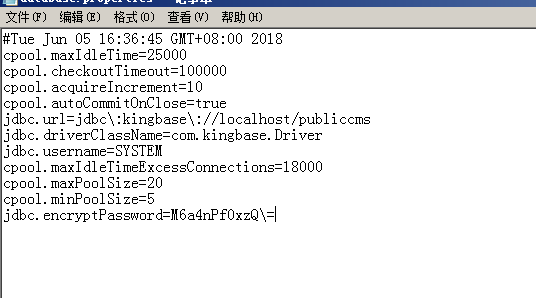 文件(F) 编辑(E) 格式(O) 查看(V) 帮助(H)
#Tue Jun 05 16:36:45 GMT+08:00 2018
cpool.maxIdleTime=25000
cpool.checkoutTimeout=100000
cpool.acquireIncrement=10
cpool.autoCommitOnClose=true
jdbc.url=jdbc\:kingbase\://localhost/publiccms
jdbc.driverClassName=com.kingbase.Driver
jdbc.username=SYSTEM
cpool.maxIdleTimeExcessConnections=18000
cpool.maxPoolSize=20
cpool.minPoolSize=5
jdbc.encryptPassword=M6a4nPf0xzQ\=